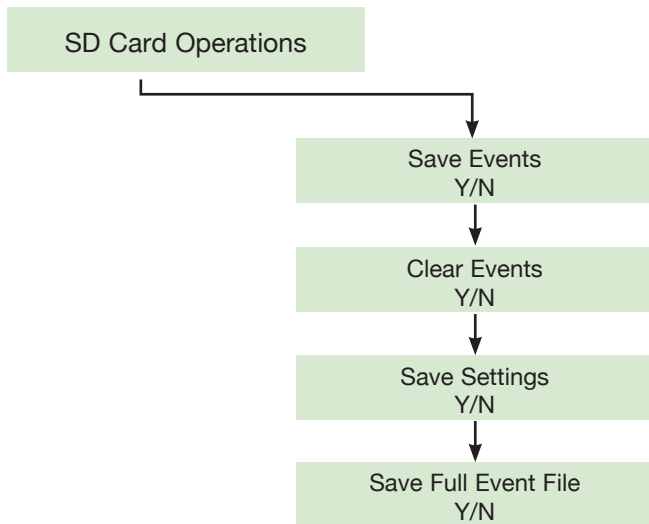 SD Card Operations
Save Events
Y/N
Clear Events
Y/N
Save Settings
Y/N
Save Full Event File
Y/N